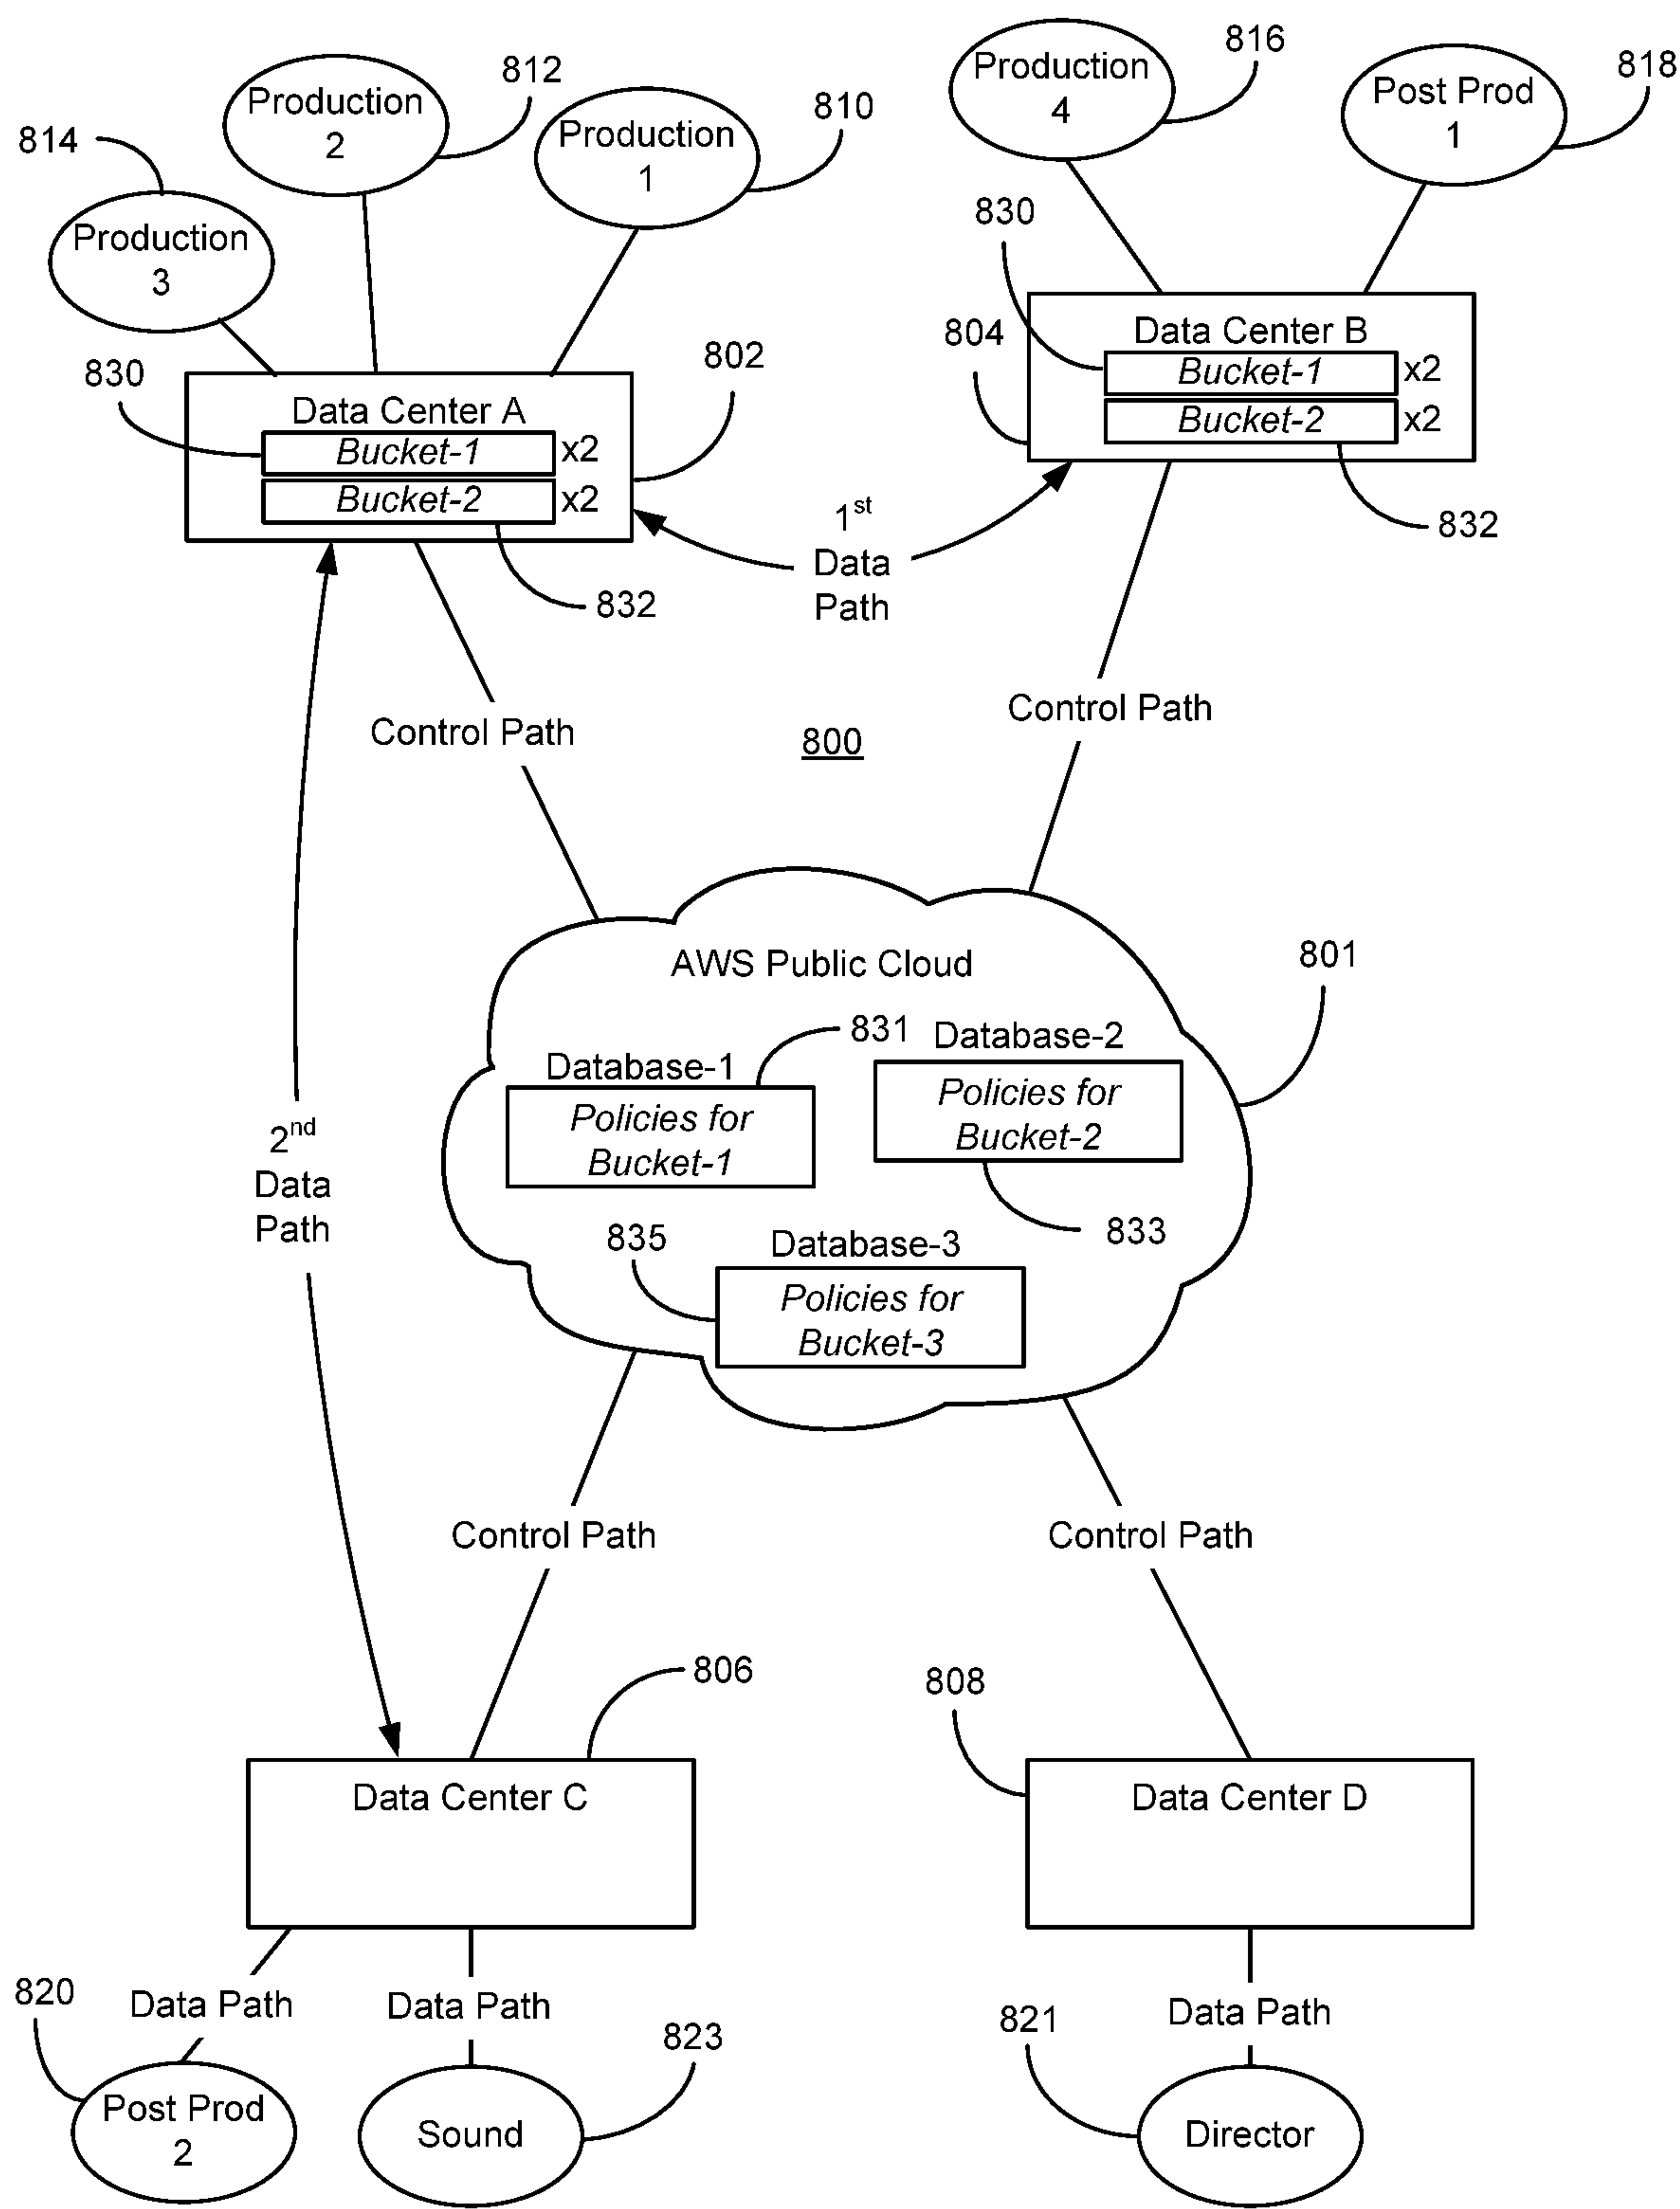 816
Production
4
818
Post Prod
1
812
Production
2
810
Production
1
814
Production
3
830
804
Data Center B
Bucket-1 x2
Bucket-2 x2
832
830
802
Data Center A
Bucket-1 x2
Bucket-2 x2
832
1st
Data
Path
Control Path
Control Path
800
AWS Public Cloud
801
831
Database-1
Policies for
Bucket-1
Database-2
Policies for
Bucket-2
833
2nd
Data
Path
835
Database-3
Policies for
Bucket-3
Control Path
Control Path
806
808
Data Center C
Data Center D
820
Data Path
Data Path
823
821
Data Path
Post Prod
2
Sound
Director